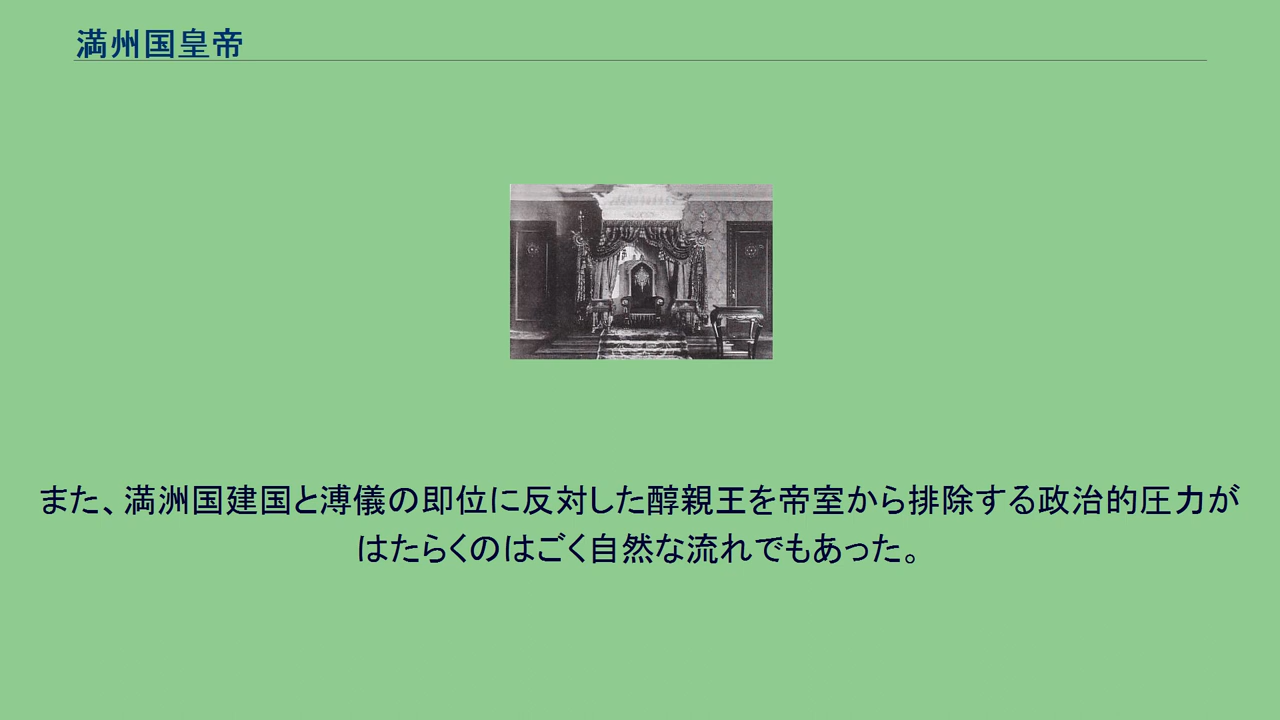 満州国皇帝
また、満洲国建国と溥儀の即位に反対した醇親王を帝室から排除する政治的圧力が
はたらくのはごく自然な流れでもあった。